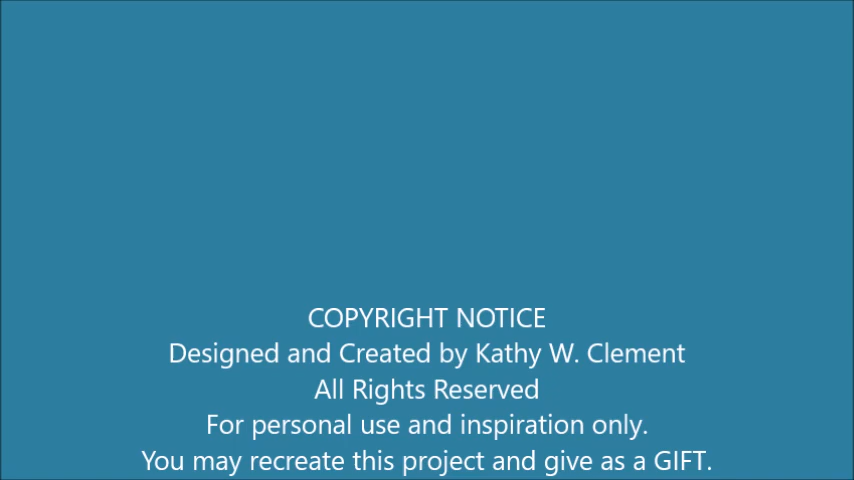 COPYRIGHT NOTICE
Designed and Created by Kathy W. Clement
All Rights Reserved
For personal use and inspiration only.
You may recreate this project and give as a GIFT.